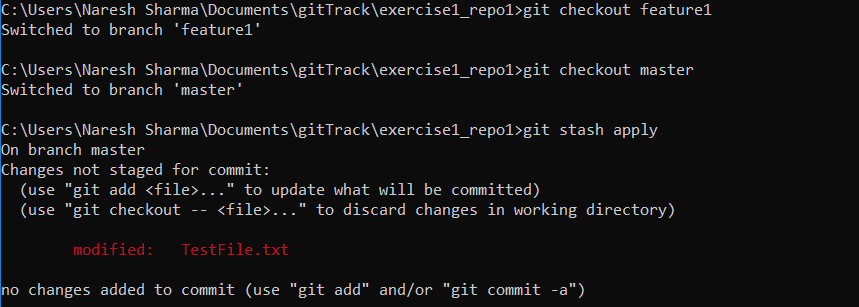 C:\Users\Naresh Sharma\Documents\gitTrack\exercise1_repo1>git checkout feature1
Switched to branch 'feature1'
C:\Users\Naresh Sharma\Documents\gitTrack\exercise1_repo1>git checkout master
Switched to branch 'master'
C:\Users\Naresh Sharma\Documents\gitTrack\exercise1_repo1>git stash apply
On branch master
Changes not staged for commit:
(use "git add <file>..." to update what will be committed)
(use "git checkout -- <file>..." to discard changes in working directory)
modified: TestFile.txt
no changes added to commit (use "git add" and/or "git commit -a")